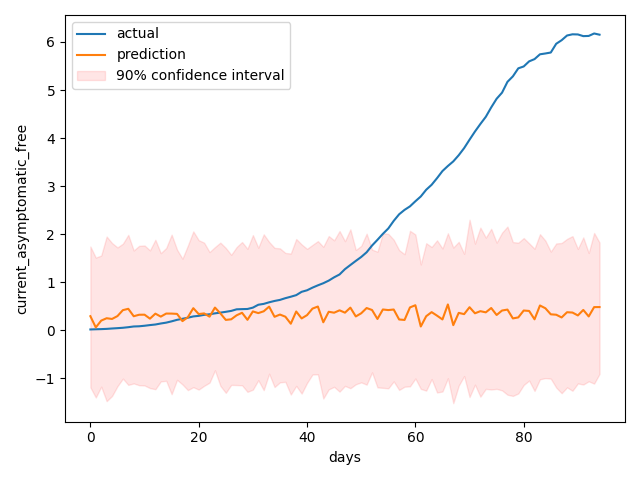 actual
prediction
90% confidence interval
current_asymptomatic_free
6
5
4
3
2
1
0
−1
0 20 40 60 80
days